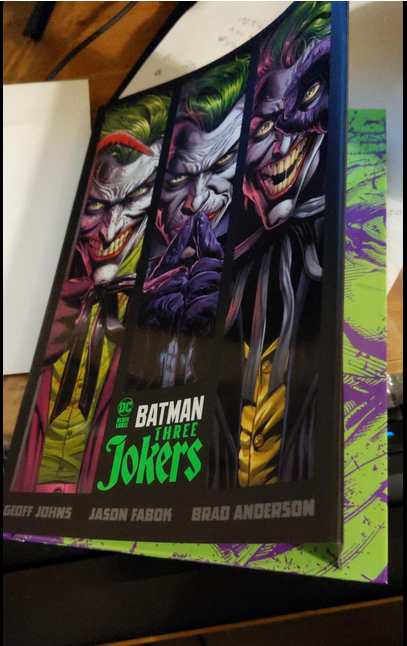 DC
BLACK
LABEL
BATMAN
THREE
Jokers
GEOFF JOHNS JASON FABOK BRAD ANDERSON